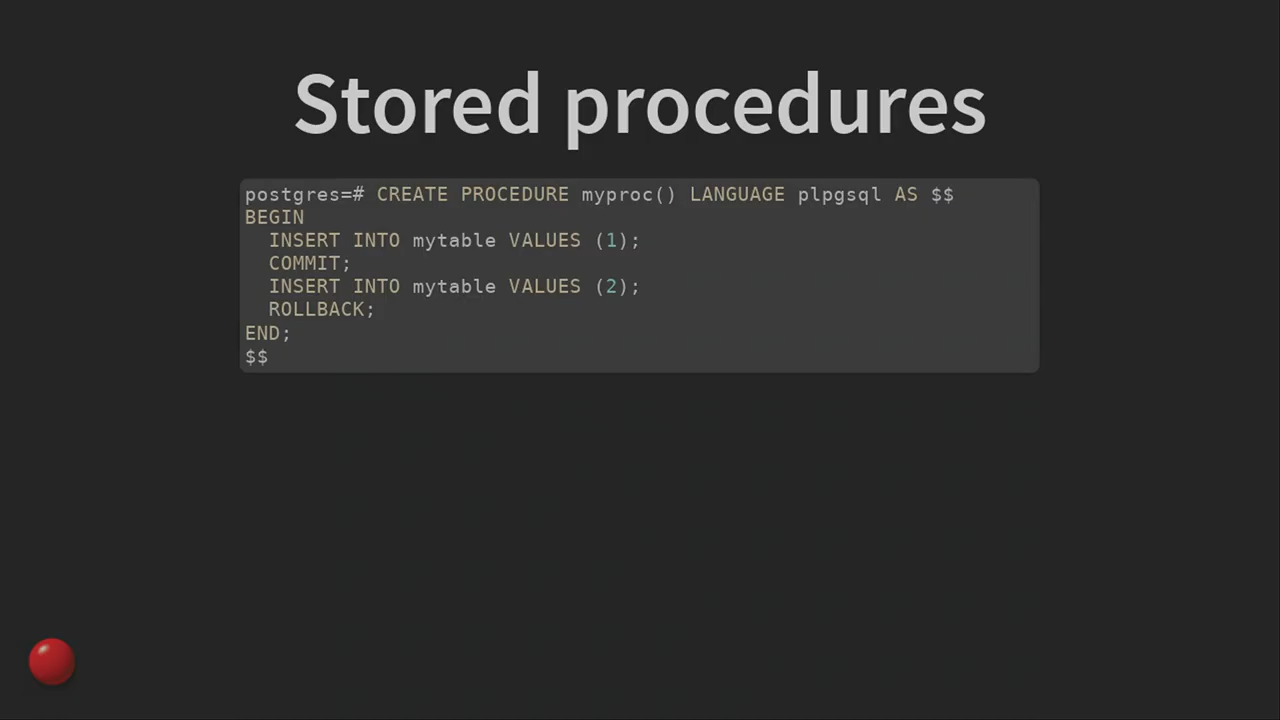 Stored procedures
postgres=# CREATE PROCEDURE myproc() LANGUAGE plpgsql AS $$
BEGIN
  INSERT INTO mytable VALUES (1);
  COMMIT;
  INSERT INTO mytable VALUES (2);
  ROLLBACK;
END;
$$